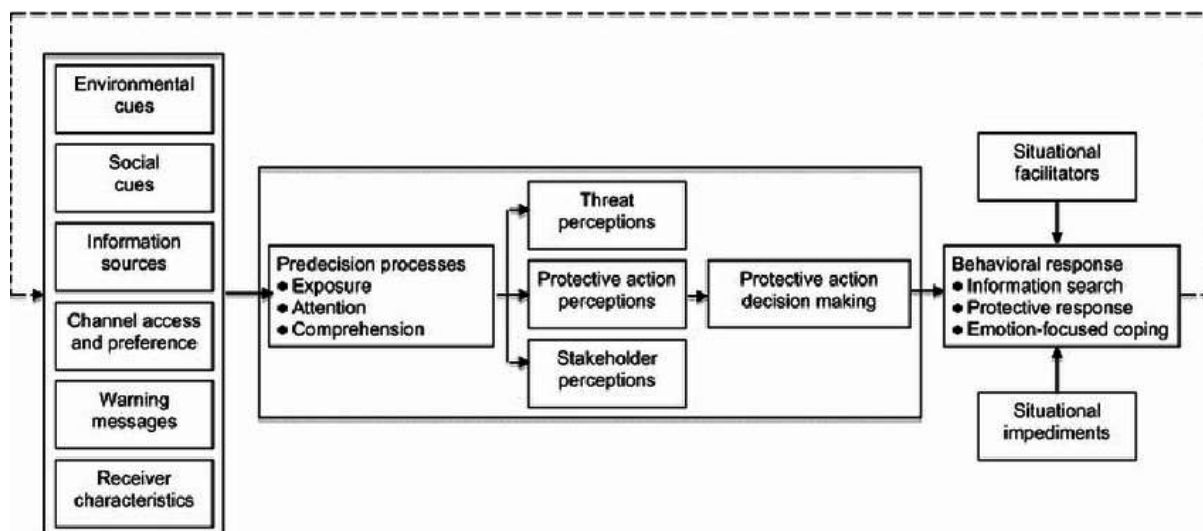 Environmental
cues
Social
cues
Information
sources
Channel access
and preference
Warning
messages
Receiver
characteristics
Predecision processes
● Exposure
● Attention
● Comprehension
Threat
perceptions
Protective action
perceptions
Stakeholder
perceptions
Protective action
decision making
Situational
facilitators
Behavioral response
● Information search
● Protective response
● Emotion-focused coping
Situational
impediments